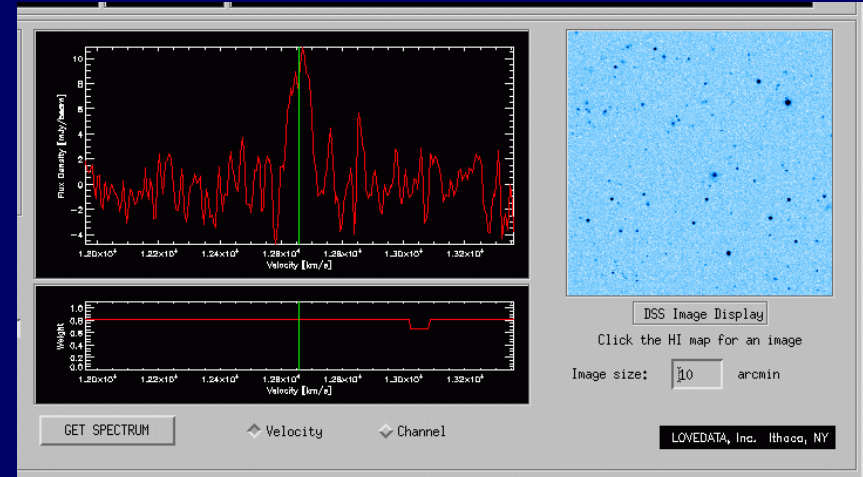 10
8
6
4
2
0
-2
-4
Flux Density [mJy/beam]
1.20x10⁴ 1.22x10⁴ 1.24x10⁴ 1.26x10⁴ 1.28x10⁴ 1.30x10⁴ 1.32x10⁴
Velocity [km/s]
1.0
0.8
0.6
0.4
0.2
0.0
Weight
1.20x10⁴ 1.22x10⁴ 1.24x10⁴ 1.26x10⁴ 1.28x10⁴ 1.30x10⁴ 1.32x10⁴
Velocity [km/s]
DSS Image Display
Click the HI map for an image
Image size: 10 arcmin
GET SPECTRUM Velocity Channel
LOVEDATA, Inc. Ithaca, NY